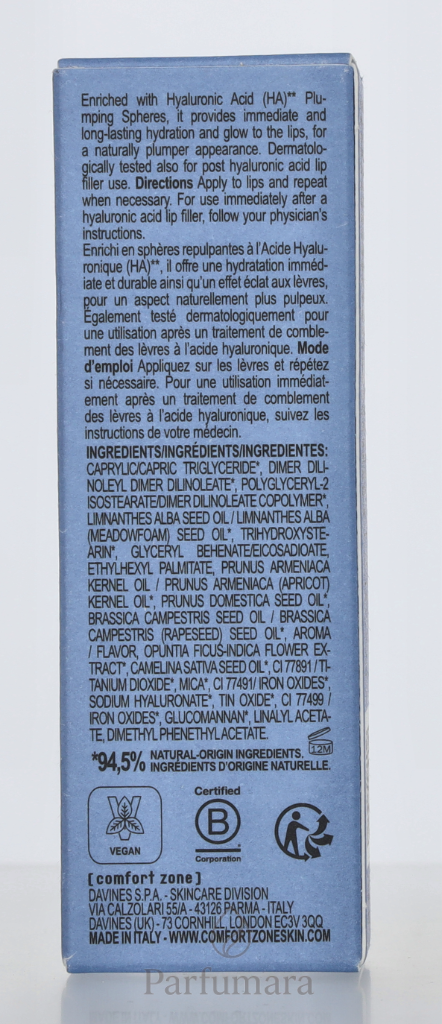 Enriched with Hyaluronic Acid (HA)** Plu-
mping Spheres, it provides immediate and
long-lasting hydration and glow to the lips, for
a naturally plumper appearance. Dermatolo-
gically tested also for post hyaluronic acid lip
filler use. Directions Apply to lips and repeat
when necessary. For use immediately after a
hyaluronic acid lip filler, follow your physician's
instructions.
Enrichi en sphères repulpantes à l'Acide Hyalu-
ronique (HA)**, il offre une hydratation imméd-
iate et durable ainsi qu'un effet éclat aux lèvres,
pour un aspect naturellement plus pulpeux.
Également testé dermatologiquement pour
une utilisation après un traitement de comble-
ment des lèvres à l'acide hyaluronique. Mode
d'emploi Appliquez sur les lèvres et répétez
si nécessaire. Pour une utilisation immédiat-
ement après un traitement de comblement
des lèvres à l'acide hyaluronique, suivez les
instructions de votre médecin.
INGREDIENTS/INGRÉDIENTS/INGREDIENTES:
CAPRYLIC/CAPRIC TRIGLYCERIDE*, DIMER DILI-
NOLEYL DIMER DILINOLEATE*, POLYGLYCERYL-2
ISOSTEARATE/DIMER DILINOLEATE COPOLYMER*,
LIMNANTHES ALBA SEED OIL / LIMNANTHES ALBA
(MEADOWFOAM) SEED OIL*, TRIHYDROXYSTE-
ARIN*, GLYCERYL BEHENATE/EICOSADIOATE,
ETHYLHEXYL PALMITATE, PRUNUS ARMENIACA
KERNEL OIL / PRUNUS ARMENIACA (APRICOT)
KERNEL OIL*, PRUNUS DOMESTICA SEED OIL*,
BRASSICA CAMPESTRIS SEED OIL / BRASSICA
CAMPESTRIS (RAPESEED) SEED OIL*, AROMA
/ FLAVOR, OPUNTIA FICUS-INDICA FLOWER EX-
TRACT*, CAMELINA SATIVA SEED OIL*, CI 77891 / TI-
TANIUM DIOXIDE*, MICA*, CI 77491/ IRON OXIDES*,
SODIUM HYALURONATE*, TIN OXIDE*, CI 77499 /
IRON OXIDES*, GLUCOMANNAN*, LINALYL ACETA-
TE, DIMETHYL PHENETHYL ACETATE.
12M
*94,5% NATURAL-ORIGIN INGREDIENTS.
INGRÉDIENTS D'ORIGINE NATURELLE.
VEGAN
Certified
B
Corporation
[ comfort zone ]
DAVINES S.P.A. - SKINCARE DIVISION
VIA CALZOLARI 55/A - 43126 PARMA - ITALY
DAVINES (UK) - 73 CORNHILL, LONDON EC3V 3QQ
MADE IN ITALY - WWW.COMFORTZONESKIN.COM
Parfumara